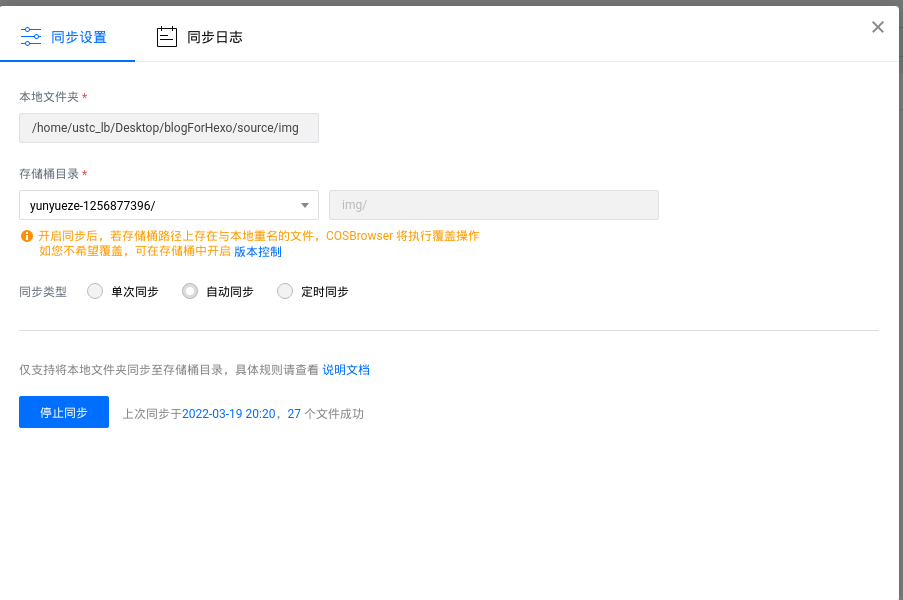 同步设置 同步日志
本地文件夹 *
/home/ustc_lb/Desktop/blogForHexo/source/img
存储桶目录 *
yunyueze-1256877396/ img/
开启同步后，若存储桶路径上存在与本地重名的文件，COSBrowser 将执行覆盖操作
如您不希望覆盖，可在存储桶中开启 版本控制
同步类型 单次同步 自动同步 定时同步
仅支持将本地文件夹同步至存储桶目录，具体规则请查看 说明文档
停止同步 上次同步于2022-03-19 20:20，27 个文件成功